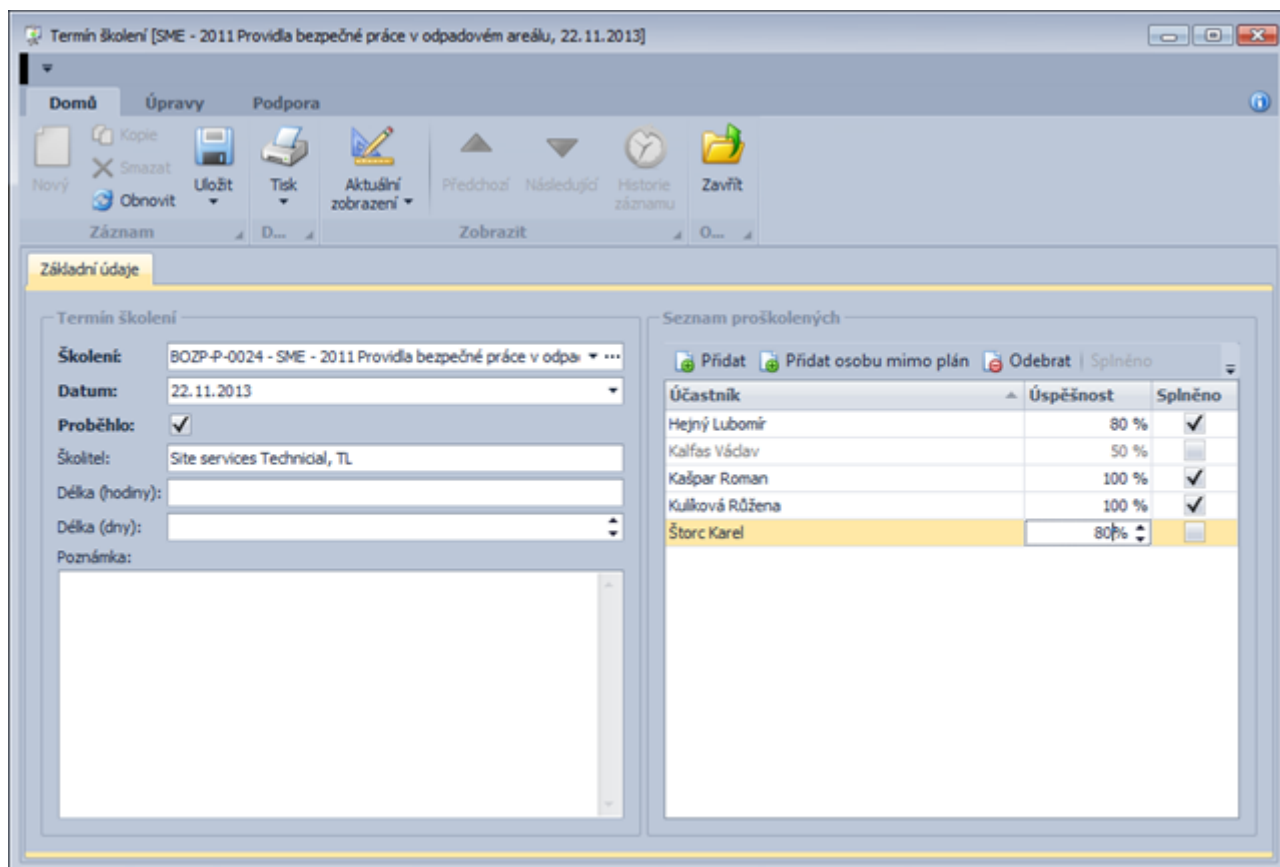 Termín školení [SME - 2011 Providla bezpečné práce v odpadovém areálu, 22.11.2013]
Domů Úpravy Podpora
Nový
Kopie
Smazat
Obnovit
Uložit
Tisk
Aktuální
zobrazení
Předchozí
Následující
Historie
záznamu
Zavřít
Záznam D... Zobrazit O...
Základní údaje
Termín školení
Školení: BOZP-P-0024 - SME - 2011 Providla bezpečné práce v odpa
Datum: 22.11.2013
Proběhlo:
Školitel: Site services Technicial, TL
Délka (hodiny):
Délka (dny):
Poznámka:
Seznam proškolených
Přidat Přidat osobu mimo plán Odebrat Splněno
Účastník Úspěšnost Splněno
Hejný Lubomír 80 %
Kalfas Václav 50 %
Kašpar Roman 100 %
Kulíková Růžena 100 %
Štorc Karel 80%